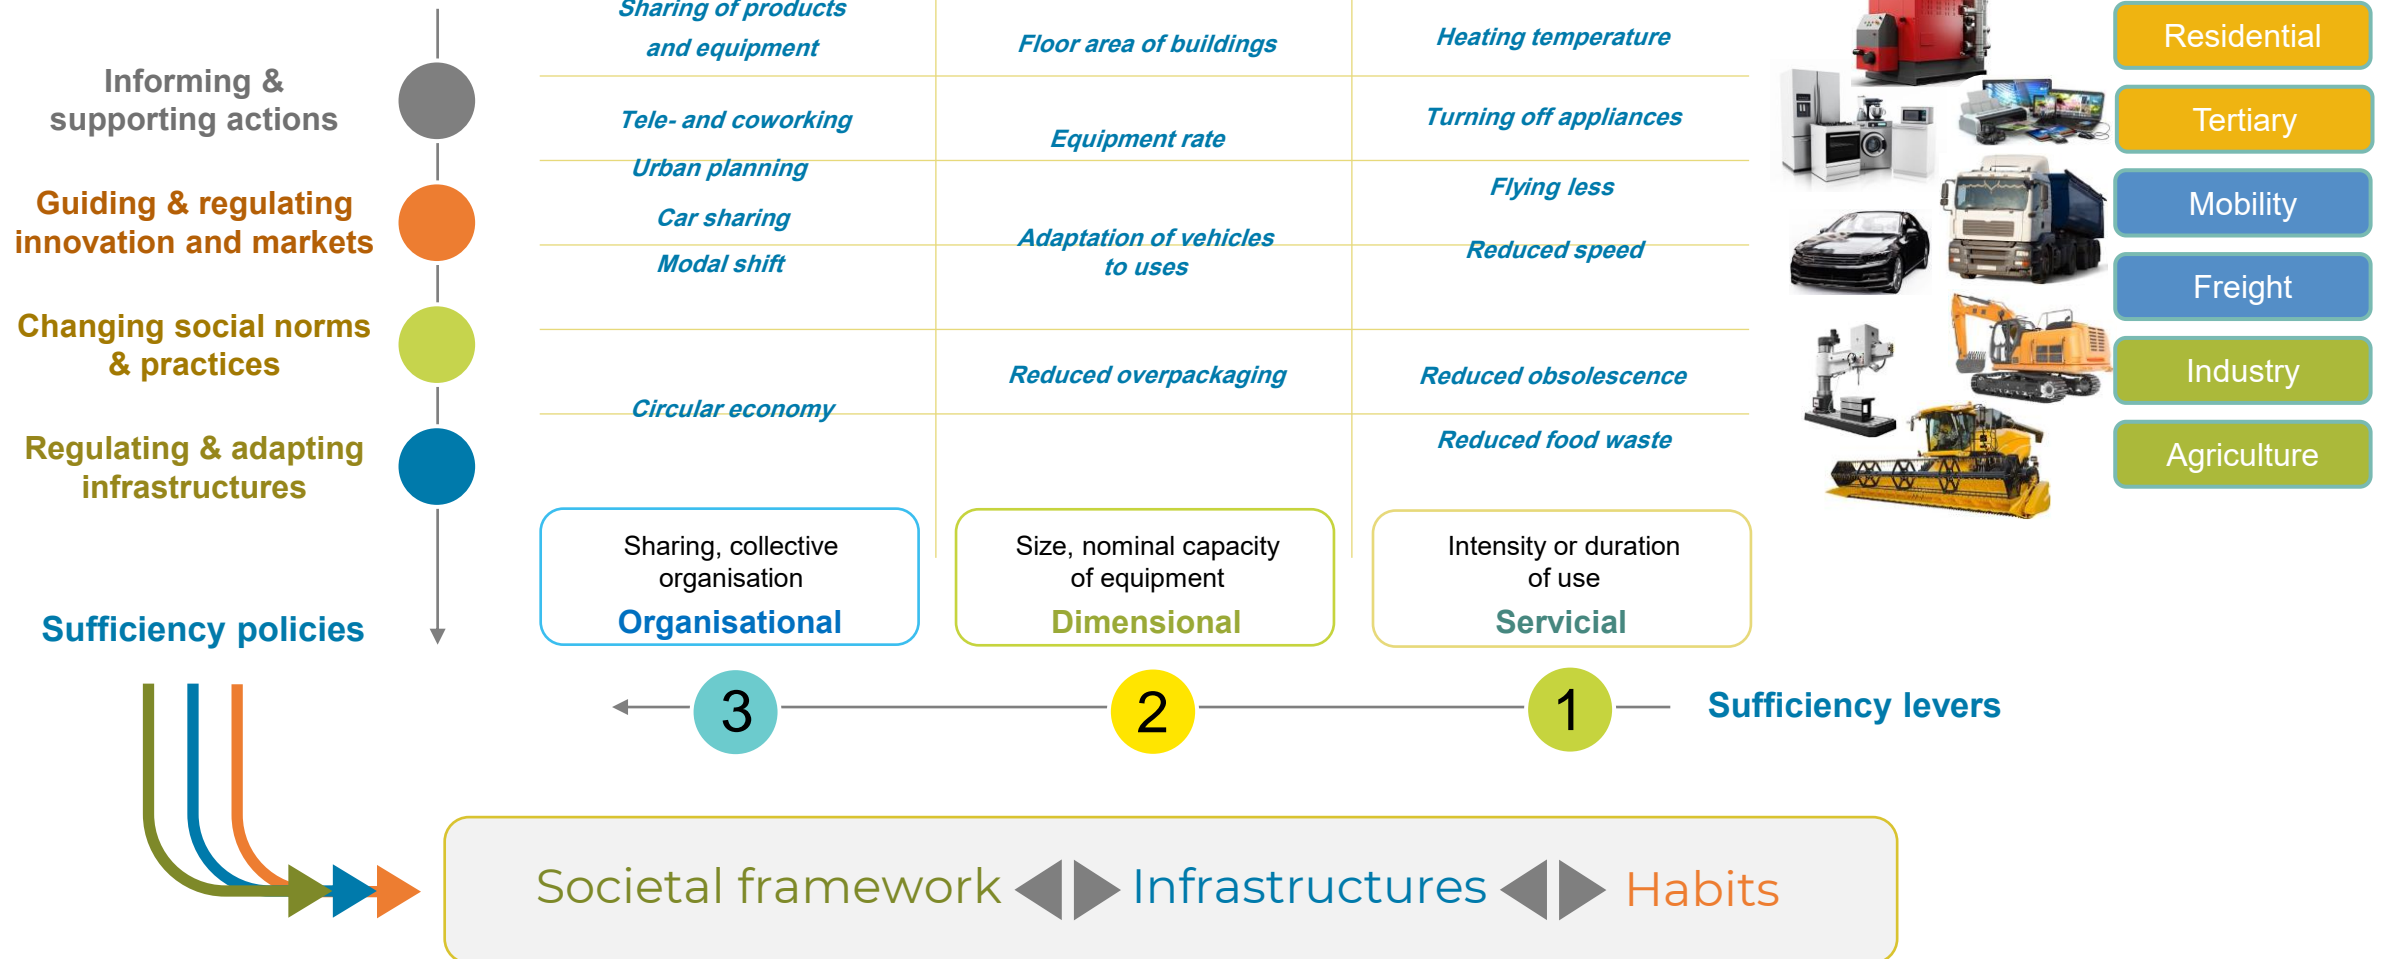 Informing &
supporting actions
Guiding & regulating
innovation and markets
Changing social norms
& practices
Regulating & adapting
infrastructures
Sufficiency policies
Sharing of products
and equipment
Tele- and coworking
Urban planning
Car sharing
Modal shift
Circular economy
Sharing, collective
organisation
Organisational
Floor area of buildings
Equipment rate
Adaptation of vehicles
to uses
Reduced overpackaging
Size, nominal capacity
of equipment
Dimensional
Heating temperature
Turning off appliances
Flying less
Reduced speed
Reduced obsolescence
Reduced food waste
Intensity or duration
of use
Servicial
Residential
Tertiary
Mobility
Freight
Industry
Agriculture
3
2
1
Sufficiency levers
Societal framework
Infrastructures
Habits